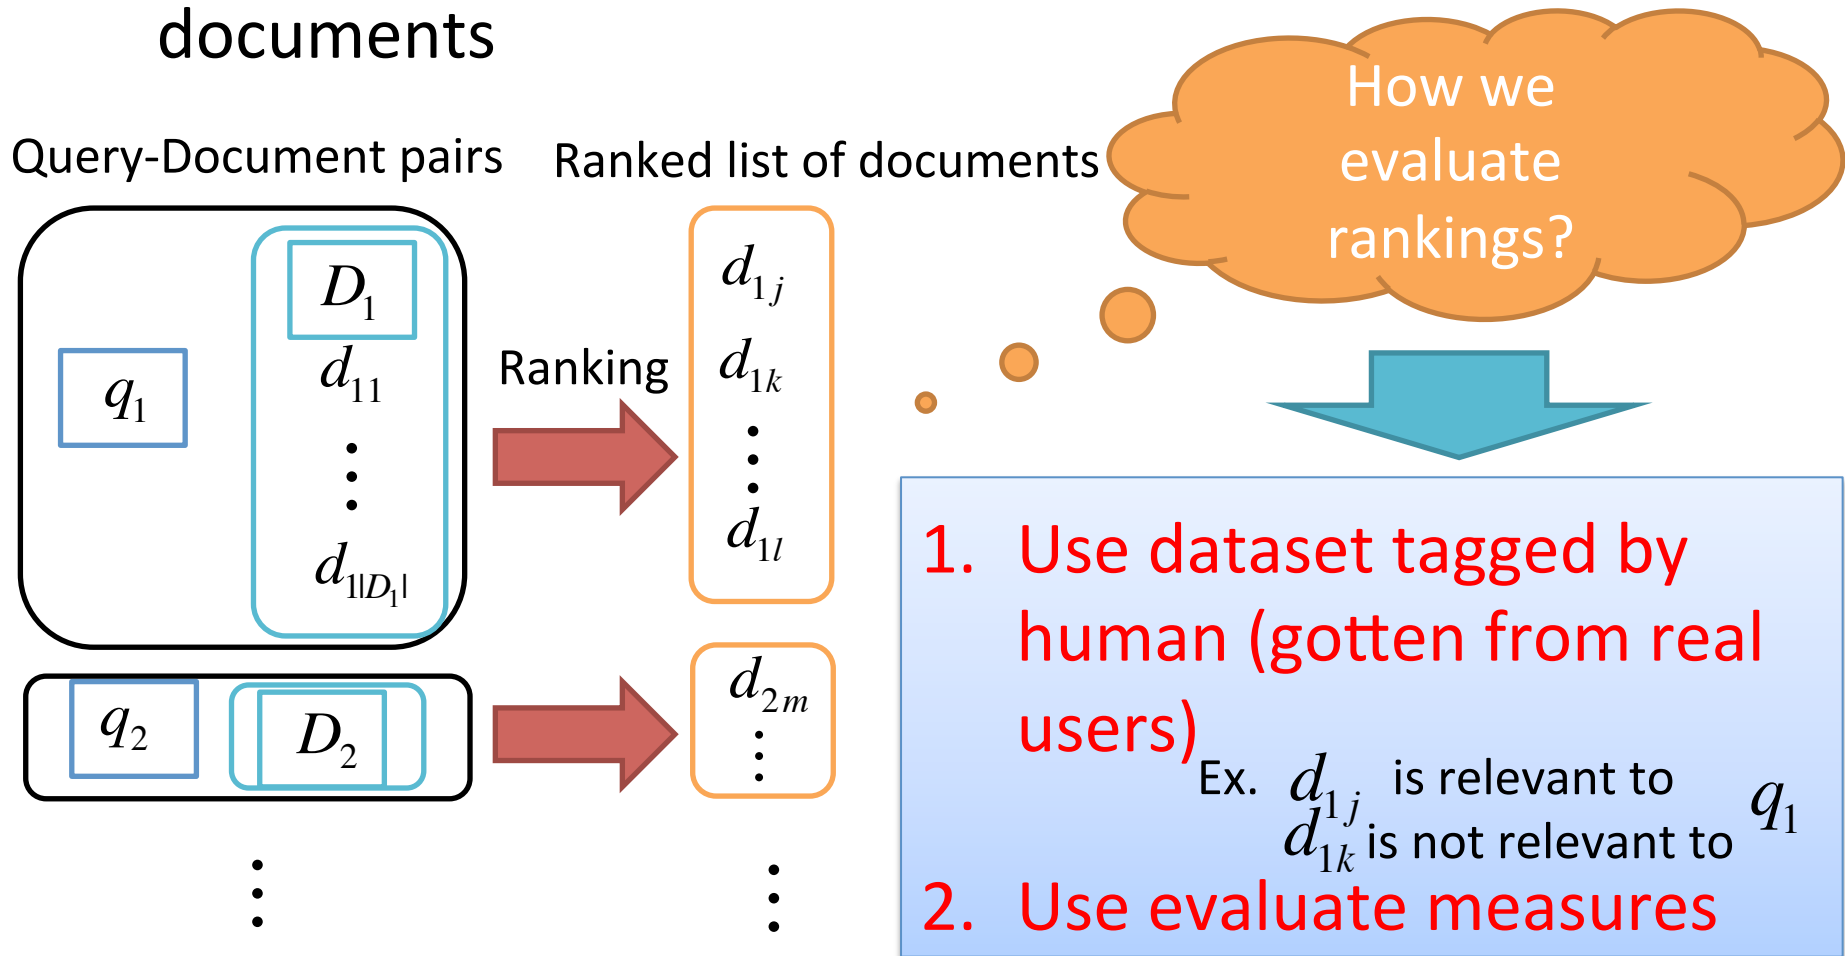 documents
Query-Document pairs
Ranked list of documents
How we
evaluate
rankings?
D₁
q₁
d₁₁
⋮
d₁|D₁|
Ranking
d₁ⱼ
d₁ₖ
⋮
d₁ₗ
q₂
D₂
d₂ₘ
⋮
⋮
⋮
1. Use dataset tagged by
human (gotten from real
users)
Ex. d₁ⱼ is relevant to q₁
d₁ₖ is not relevant to
2. Use evaluate measures